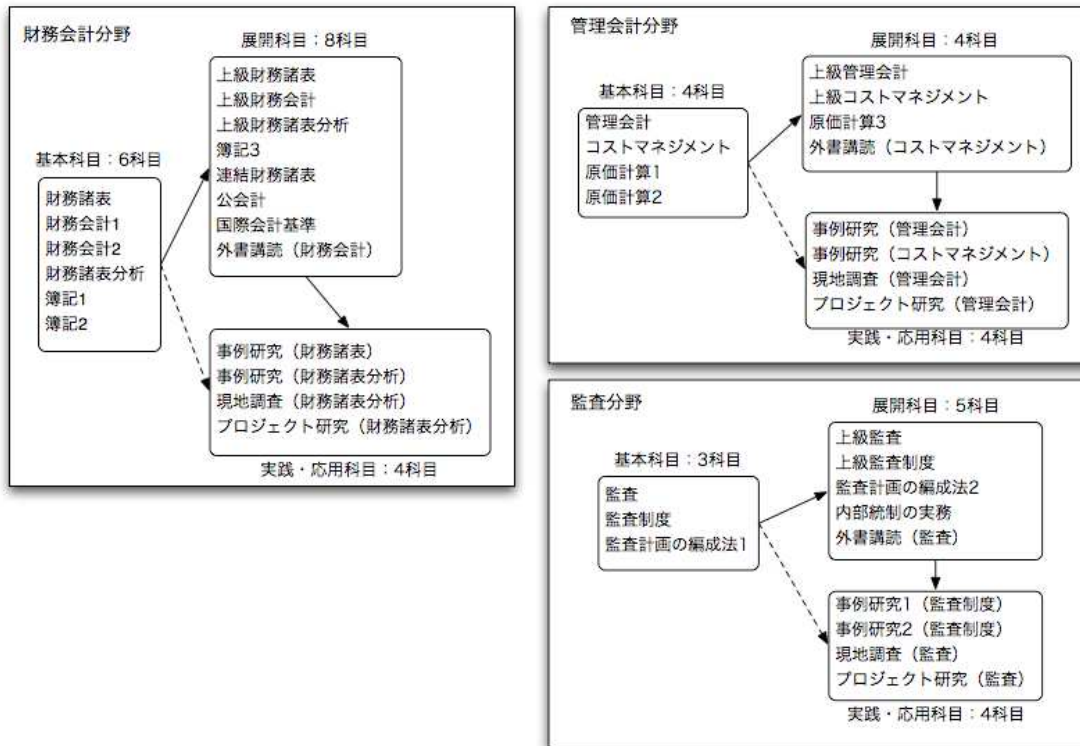 財務会計分野
展開科目：8科目
上級財務諸表
上級財務会計
上級財務諸表分析
簿記3
連結財務諸表
公会計
国際会計基準
外書講読（財務会計）
基本科目：6科目
財務諸表
財務会計1
財務会計2
財務諸表分析
簿記1
簿記2
事例研究（財務諸表）
事例研究（財務諸表分析）
現地調査（財務諸表分析）
プロジェクト研究（財務諸表分析）
実践・応用科目：4科目
管理会計分野
展開科目：4科目
上級管理会計
上級コストマネジメント
原価計算3
外書講読（コストマネジメント）
基本科目：4科目
管理会計
コストマネジメント
原価計算1
原価計算2
事例研究（管理会計）
事例研究（コストマネジメント）
現地調査（管理会計）
プロジェクト研究（管理会計）
実践・応用科目：4科目
監査分野
展開科目：5科目
上級監査
上級監査制度
監査計画の編成法2
内部統制の実務
外書講読（監査）
基本科目：3科目
監査
監査制度
監査計画の編成法1
事例研究1（監査制度）
事例研究2（監査制度）
現地調査（監査）
プロジェクト研究（監査）
実践・応用科目：4科目